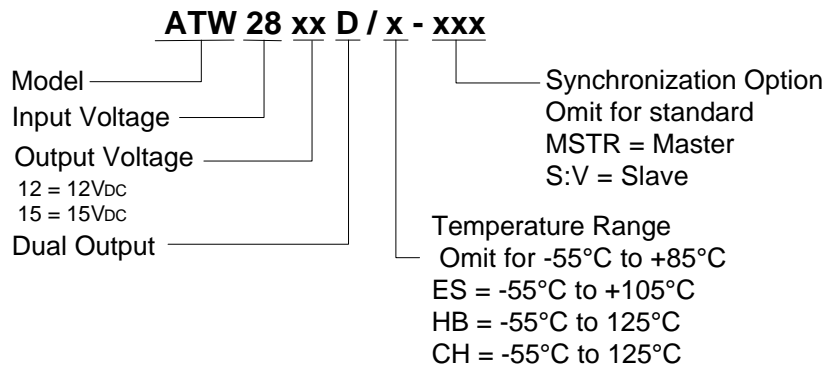 ATW 28 xx D / x - xxx
Model
Input Voltage
Output Voltage
12 = 12VDC
15 = 15VDC
Dual Output
Synchronization Option
Omit for standard
MSTR = Master
S:V = Slave
Temperature Range
Omit for -55°C to +85°C
ES = -55°C to +105°C
HB = -55°C to 125°C
CH = -55°C to 125°C